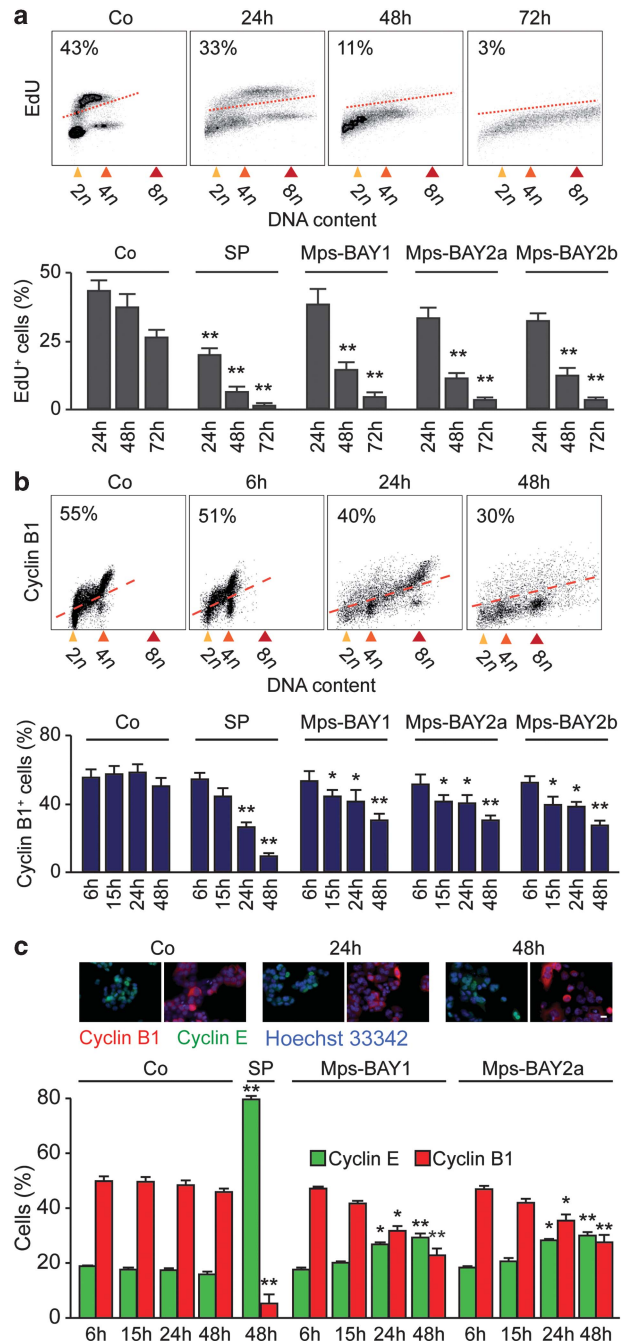 a
Co 24h 48h 72h
EdU
43% 33% 11% 3%
2n 4n 8n 2n 4n 8n 2n 4n 8n 2n 4n 8n
DNA content
Co SP Mps-BAY1 Mps-BAY2a Mps-BAY2b
EdU+ cells (%)
50
25
0
** ** ** ** ** ** ** ** **
24h 48h 72h 24h 48h 72h 24h 48h 72h 24h 48h 72h 24h 48h 72h
b
Co 6h 24h 48h
Cyclin B1
55% 51% 40% 30%
2n 4n 8n 2n 4n 8n 2n 4n 8n 2n 4n 8n
DNA content
Co SP Mps-BAY1 Mps-BAY2a Mps-BAY2b
Cyclin B1+ cells (%)
80
40
0
** ** * * ** * * ** * * **
6h 15h 24h 48h 6h 15h 24h 48h 6h 15h 24h 48h 6h 15h 24h 48h 6h 15h 24h 48h
c
Co 24h 48h
Cyclin B1 Cyclin E Hoechst 33342
Co SP Mps-BAY1 Mps-BAY2a
Cells (%)
80
60
40
20
0
Cyclin E Cyclin B1
** ** * * ** ** * * ** **
6h 15h 24h 48h 48h 6h 15h 24h 48h 6h 15h 24h 48h